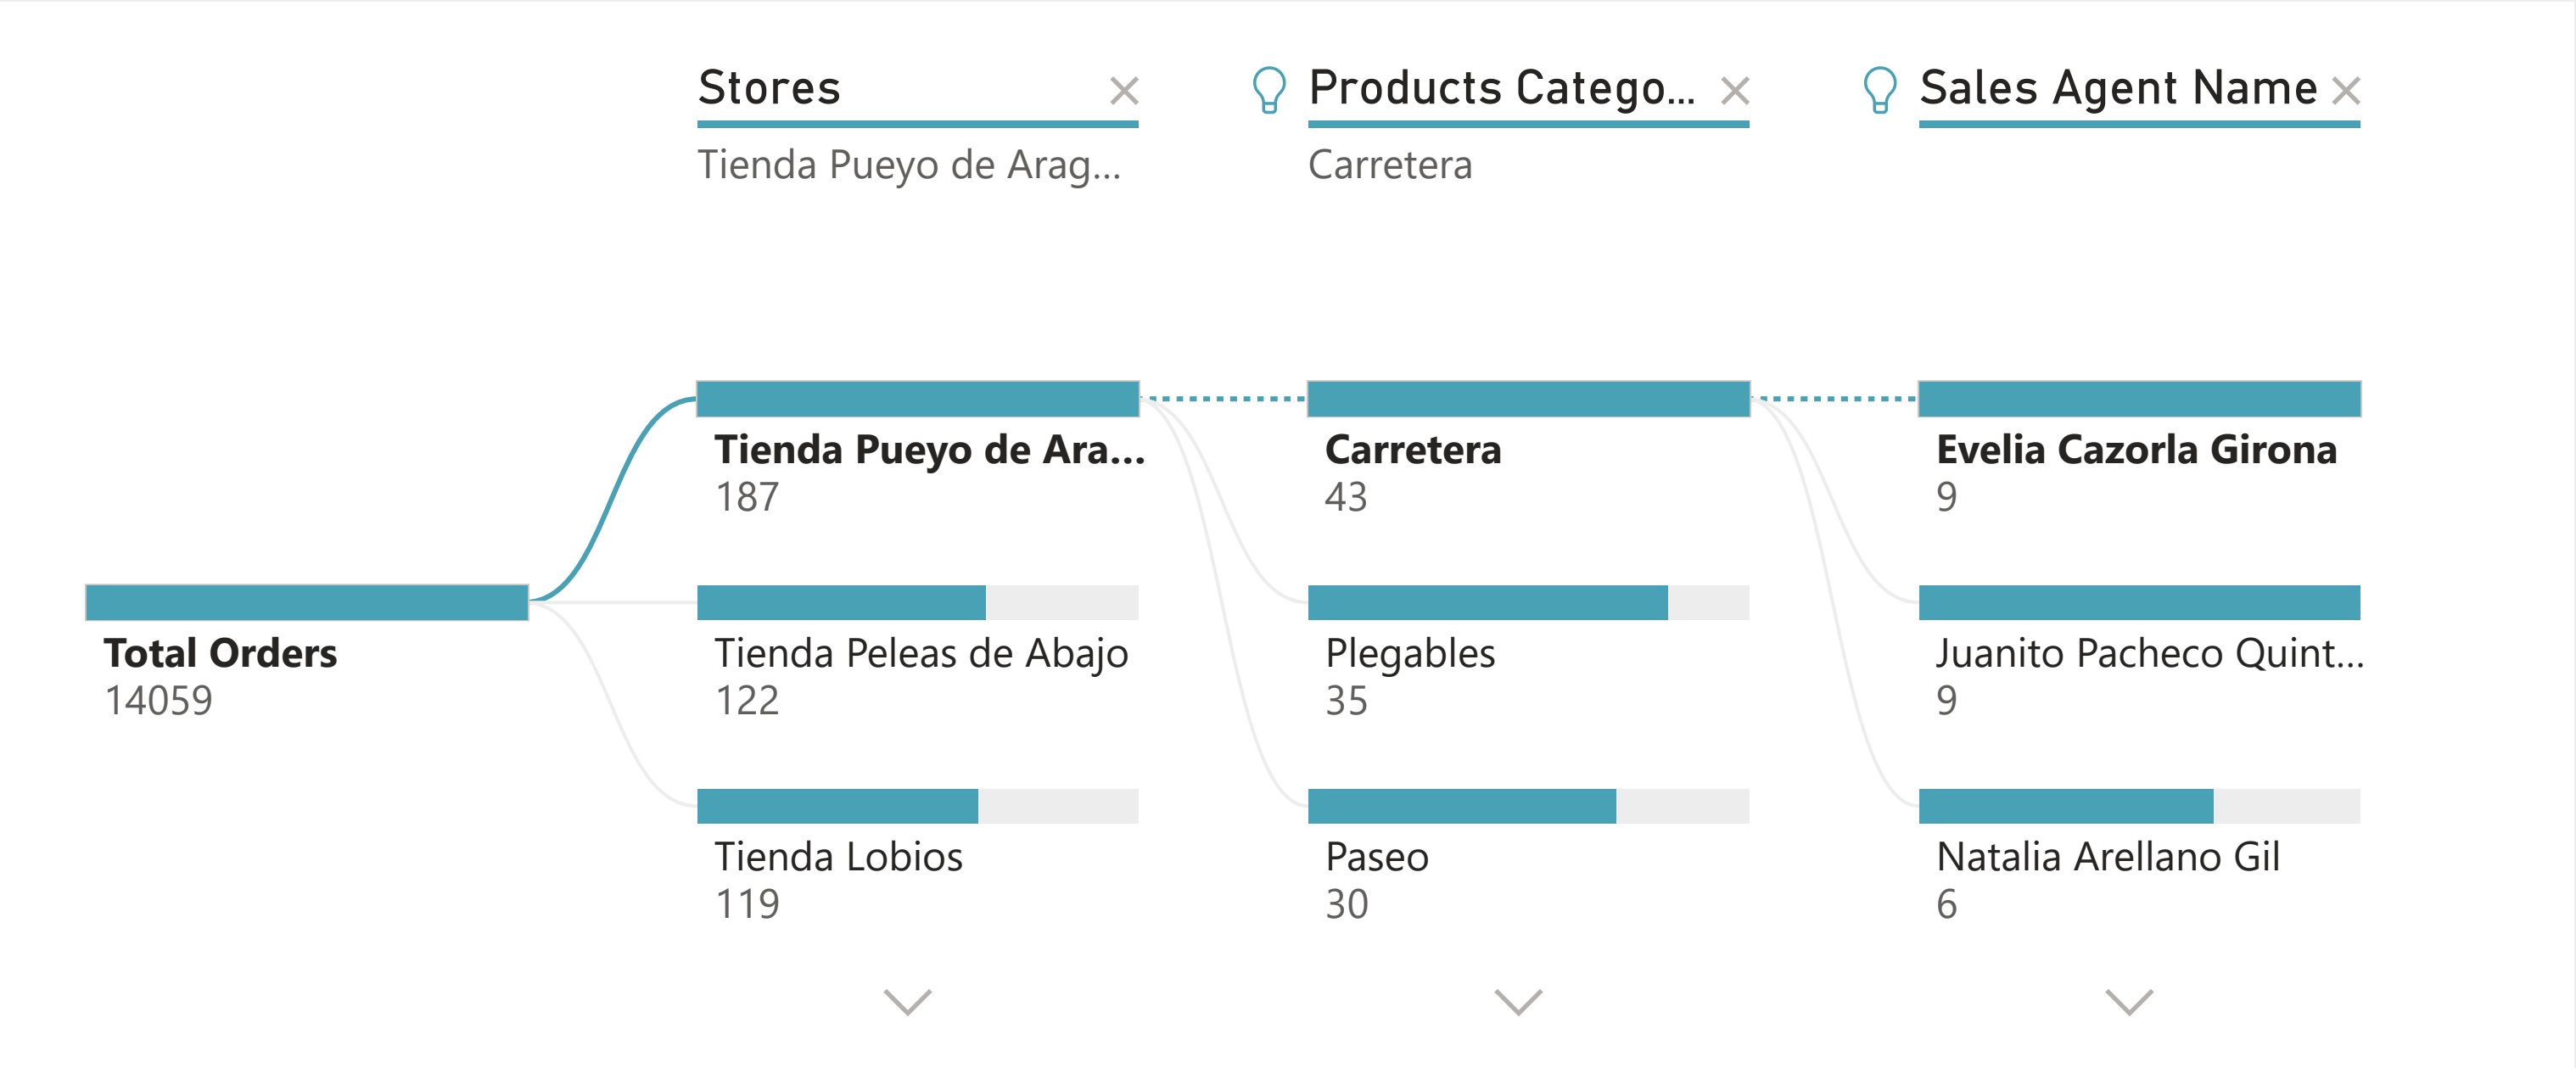 Stores
Products Catego...
Sales Agent Name
Tienda Pueyo de Arag...
Carretera
Tienda Pueyo de Ara...
187
Carretera
43
Evelia Cazorla Girona
9
Total Orders
14059
Tienda Peleas de Abajo
122
Plegables
35
Juanito Pacheco Quint...
9
Tienda Lobios
119
Paseo
30
Natalia Arellano Gil
6